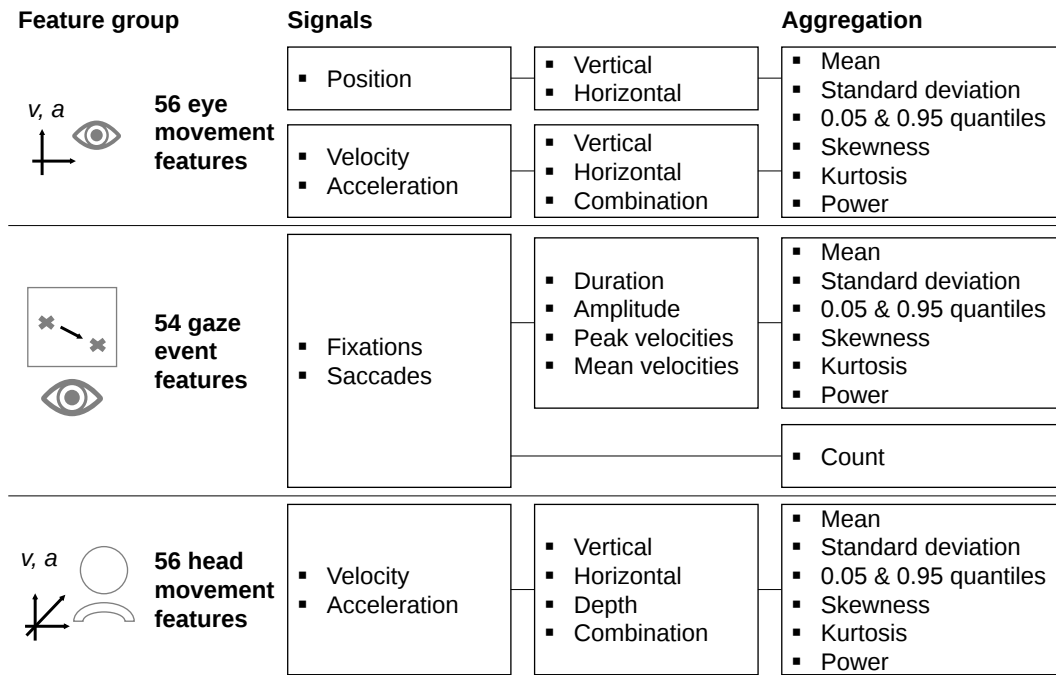 Feature group
Signals
Aggregation
v, a
56 eye
movement
features
▪ Position
▪ Vertical
▪ Horizontal
▪ Velocity
▪ Acceleration
▪ Vertical
▪ Horizontal
▪ Combination
▪ Mean
▪ Standard deviation
▪ 0.05 & 0.95 quantiles
▪ Skewness
▪ Kurtosis
▪ Power
54 gaze
event
features
▪ Fixations
▪ Saccades
▪ Duration
▪ Amplitude
▪ Peak velocities
▪ Mean velocities
▪ Mean
▪ Standard deviation
▪ 0.05 & 0.95 quantiles
▪ Skewness
▪ Kurtosis
▪ Power
▪ Count
v, a
56 head
movement
features
▪ Velocity
▪ Acceleration
▪ Vertical
▪ Horizontal
▪ Depth
▪ Combination
▪ Mean
▪ Standard deviation
▪ 0.05 & 0.95 quantiles
▪ Skewness
▪ Kurtosis
▪ Power